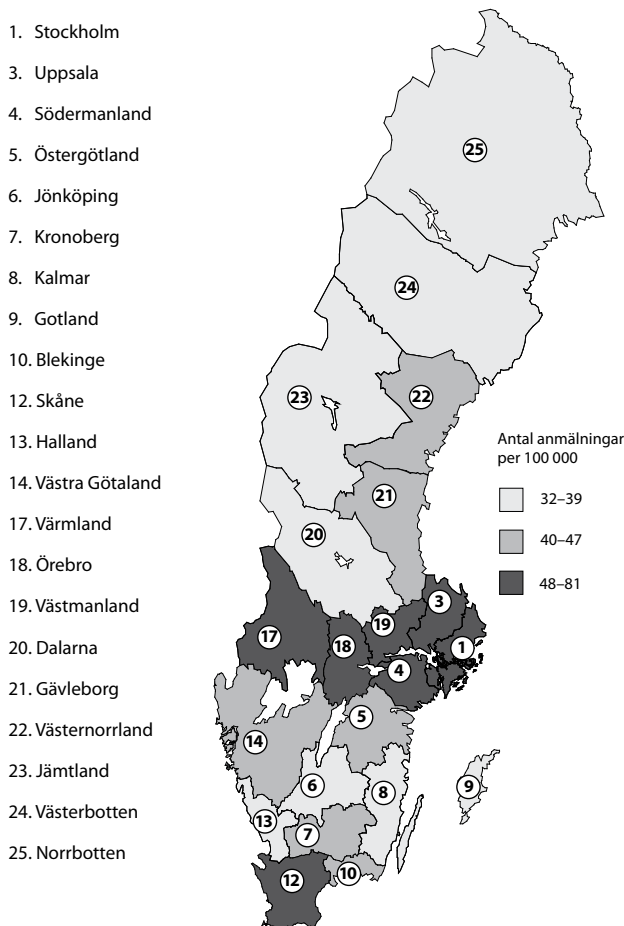 1. Stockholm
3. Uppsala
4. Södermanland
5. Östergötland
6. Jönköping
7. Kronoberg
8. Kalmar
9. Gotland
10. Blekinge
12. Skåne
13. Halland
14. Västra Götaland
17. Värmland
18. Örebro
19. Västmanland
20. Dalarna
21. Gävleborg
22. Västernorrland
23. Jämtland
24. Västerbotten
25. Norrbotten
25
24
22
23
21
20
3
19
17
18
1
4
5
14
6
9
8
13
7
10
12
Antal anmälningar
per 100 000
32–39
40–47
48–81